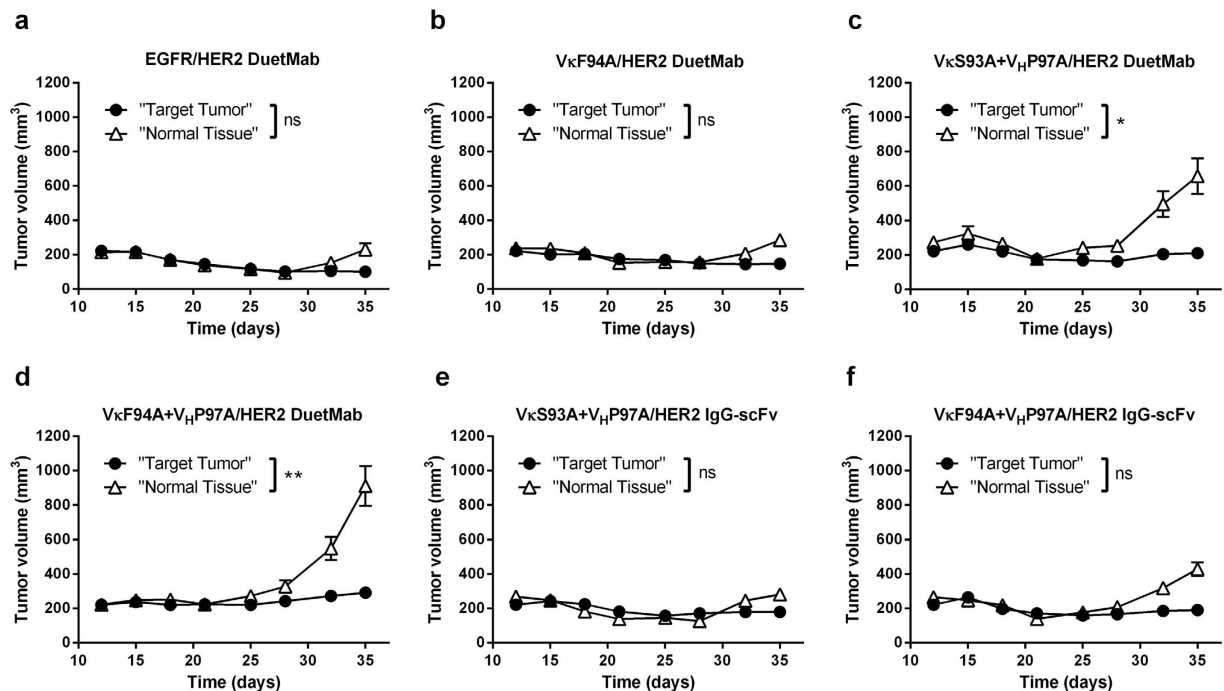 a
EGFR/HER2 DuetMab
1200
1000
800
600
400
200
0
Tumor volume (mm³)
"Target Tumor"
"Normal Tissue"
ns
10 15 20 25 30 35
Time (days)
b
VκF94A/HER2 DuetMab
1200
1000
800
600
400
200
0
Tumor volume (mm³)
"Target Tumor"
"Normal Tissue"
ns
10 15 20 25 30 35
Time (days)
c
VκS93A+VHP97A/HER2 DuetMab
1200
1000
800
600
400
200
0
Tumor volume (mm³)
"Target Tumor"
"Normal Tissue"
*
10 15 20 25 30 35
Time (days)
d
VκF94A+VHP97A/HER2 DuetMab
1200
1000
800
600
400
200
0
Tumor volume (mm³)
"Target Tumor"
"Normal Tissue"
**
10 15 20 25 30 35
Time (days)
e
VκS93A+VHP97A/HER2 IgG-scFv
1200
1000
800
600
400
200
0
Tumor volume (mm³)
"Target Tumor"
"Normal Tissue"
ns
10 15 20 25 30 35
Time (days)
f
VκF94A+VHP97A/HER2 IgG-scFv
1200
1000
800
600
400
200
0
Tumor volume (mm³)
"Target Tumor"
"Normal Tissue"
ns
10 15 20 25 30 35
Time (days)